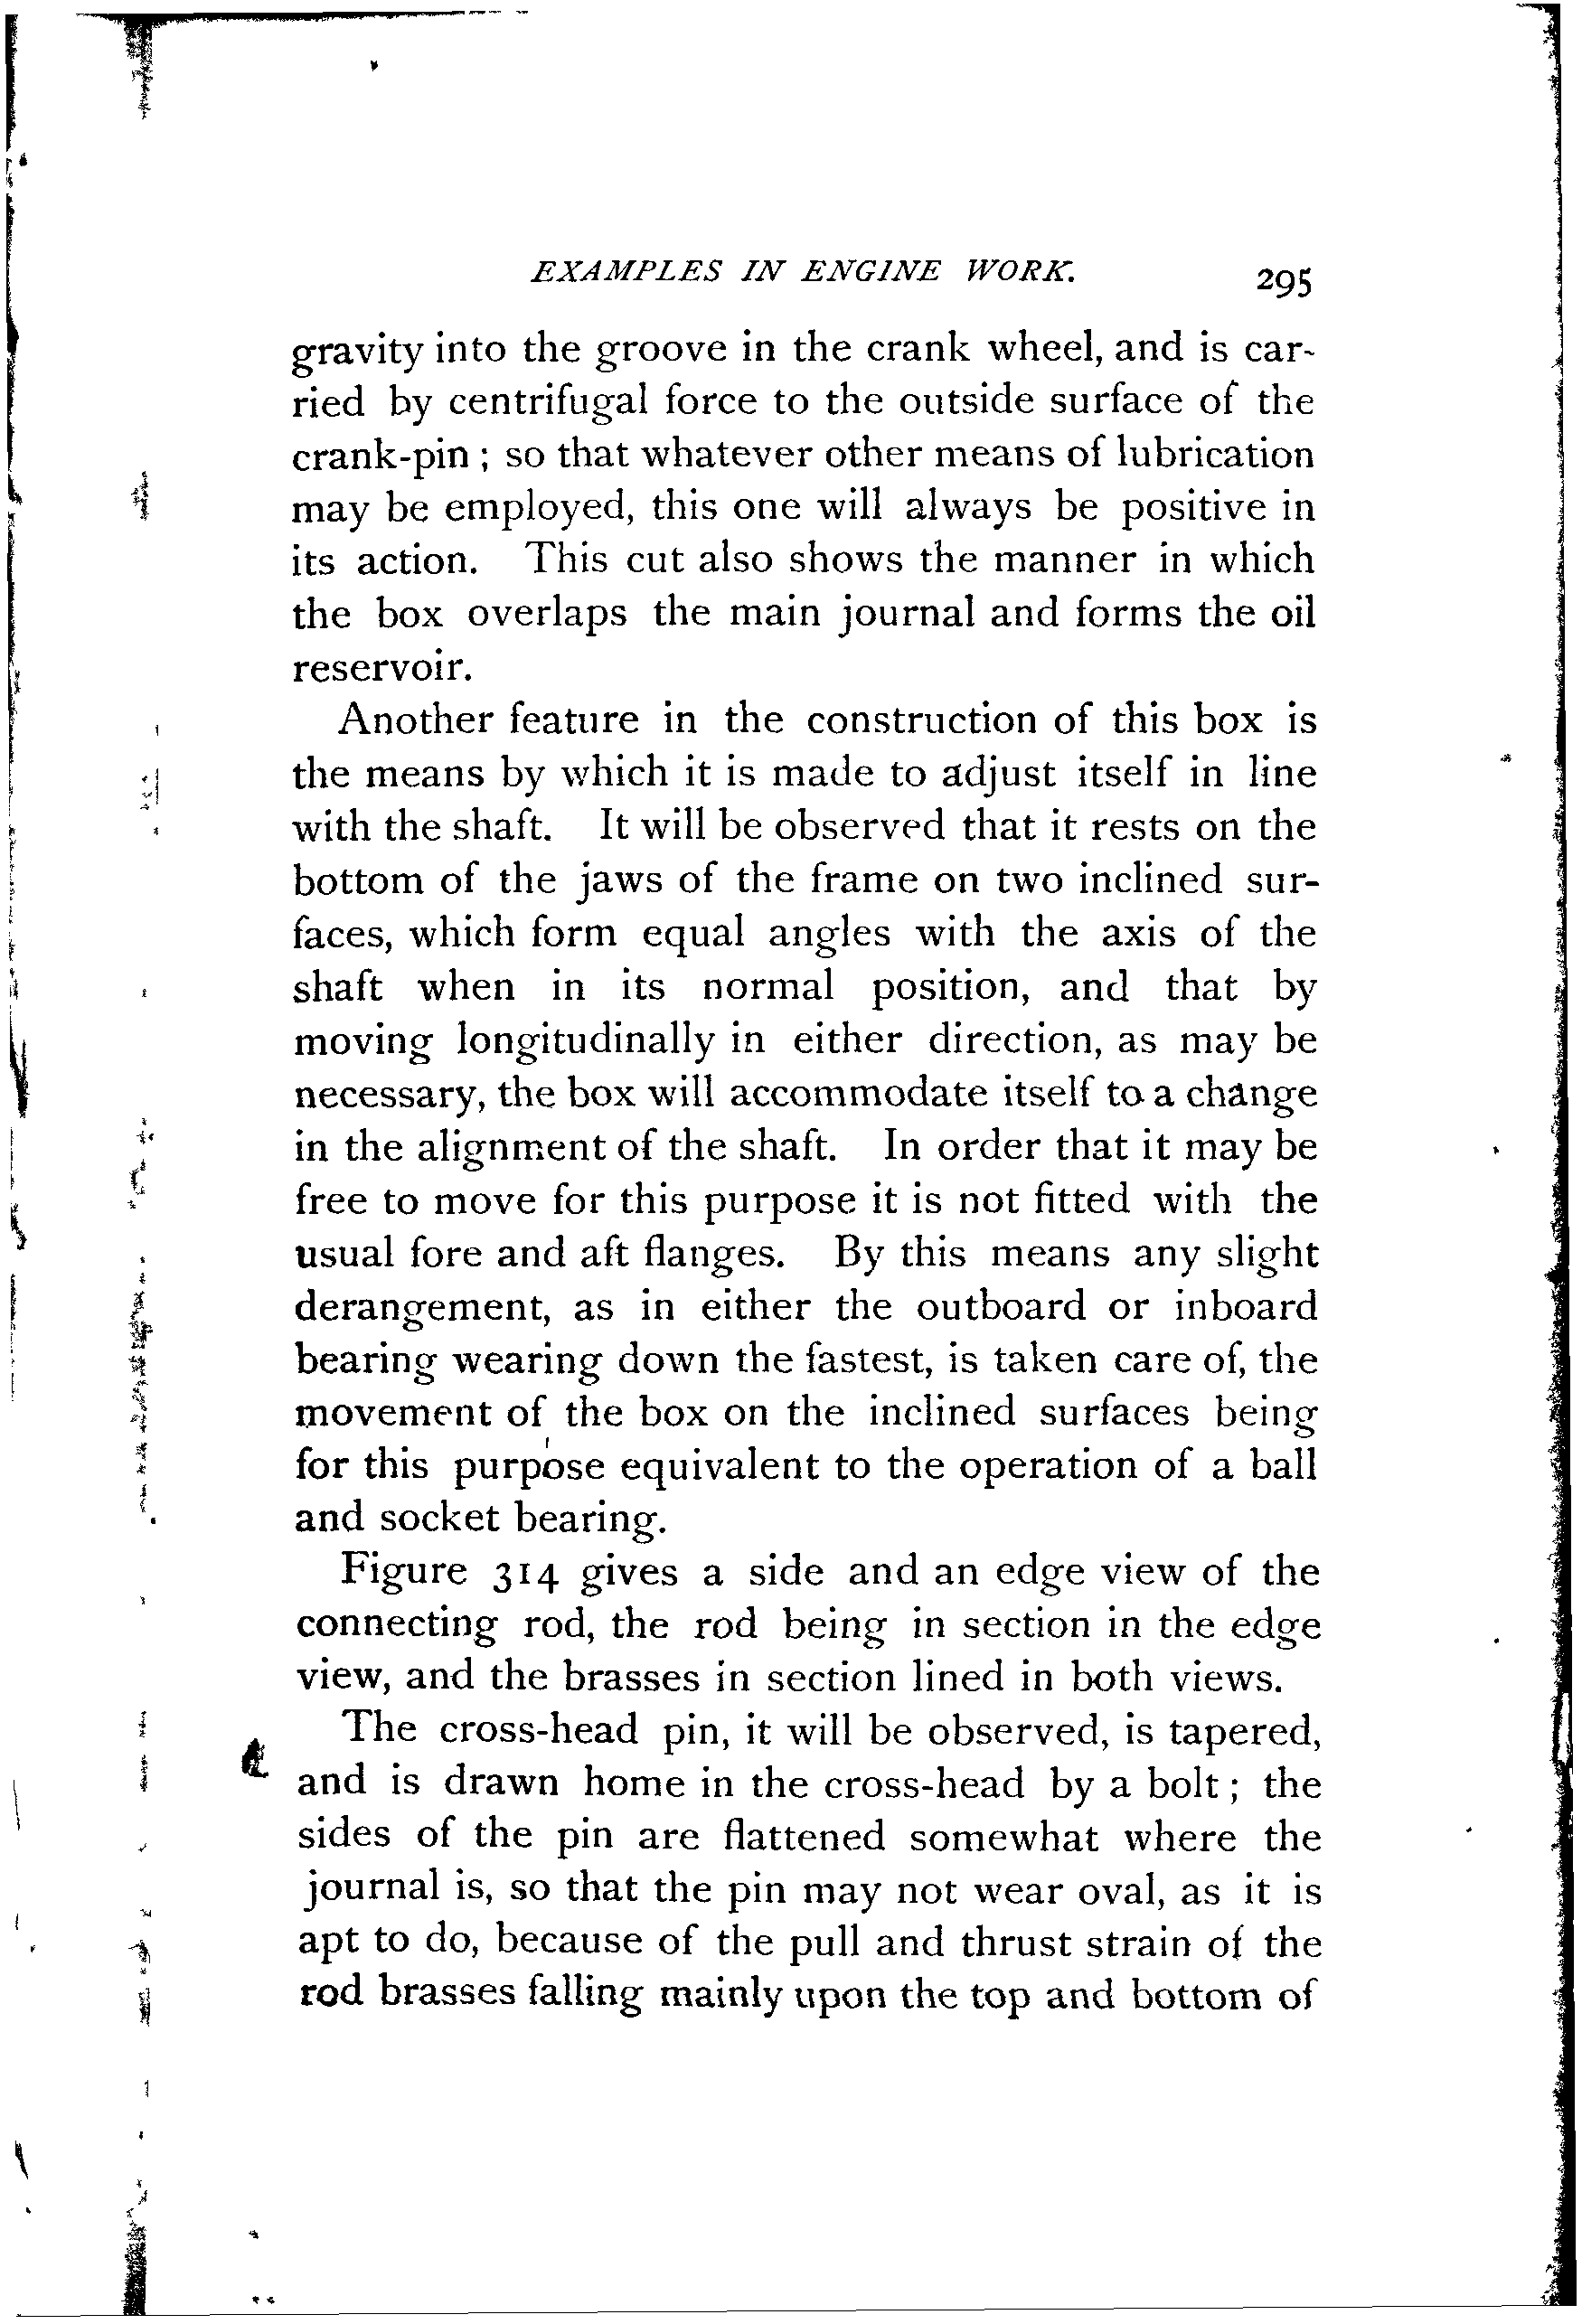 EXAMPLES IN ENGINE WORK. 295
gravity into the groove in the crank wheel, and is car-
ried by centrifugal force to the outside surface of the
crank-pin ; so that whatever other means of lubrication
may be employed, this one will always be positive in
its action. This cut also shows the manner in which
the box overlaps the main journal and forms the oil
reservoir.
Another feature in the construction of this box is
the means by which it is made to adjust itself in line
with the shaft. It will be observed that it rests on the
bottom of the jaws of the frame on two inclined sur-
faces, which form equal angles with the axis of the
shaft when in its normal position, and that by
moving longitudinally in either direction, as may be
necessary, the box will accommodate itself to a change
in the alignment of the shaft. In order that it may be
free to move for this purpose it is not fitted with the
usual fore and aft flanges. By this means any slight
derangement, as in either the outboard or inboard
bearing wearing down the fastest, is taken care of, the
movement of the box on the inclined surfaces being
for this purpose equivalent to the operation of a ball
and socket bearing.
Figure 314 gives a side and an edge view of the
connecting rod, the rod being in section in the edge
view, and the brasses in section lined in both views.
The cross-head pin, it will be observed, is tapered,
and is drawn home in the cross-head by a bolt ; the
sides of the pin are flattened somewhat where the
journal is, so that the pin may not wear oval, as it is
apt to do, because of the pull and thrust strain of the
rod brasses falling mainly upon the top and bottom of